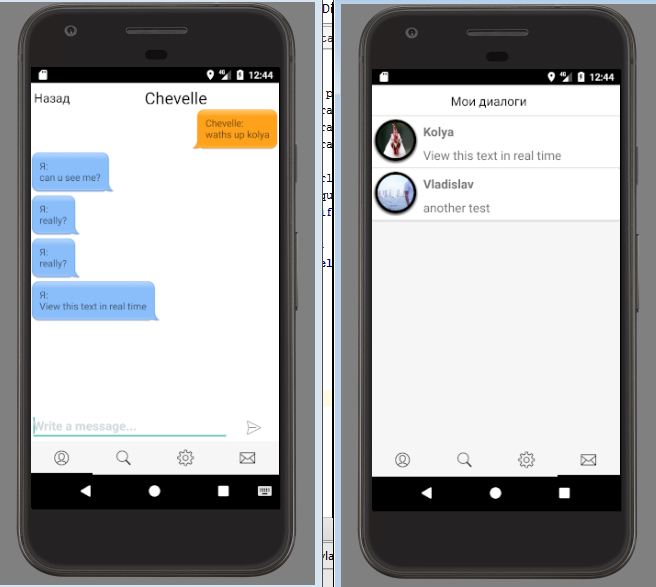 12:44
Назад
Chevelle
Chevelle:
waths up kolya
Я:
can u see me?
Я:
really?
Я:
really?
Я:
View this text in real time
Write a message...
12:44
Мои диалоги
Kolya
View this text in real time
Vladislav
another test